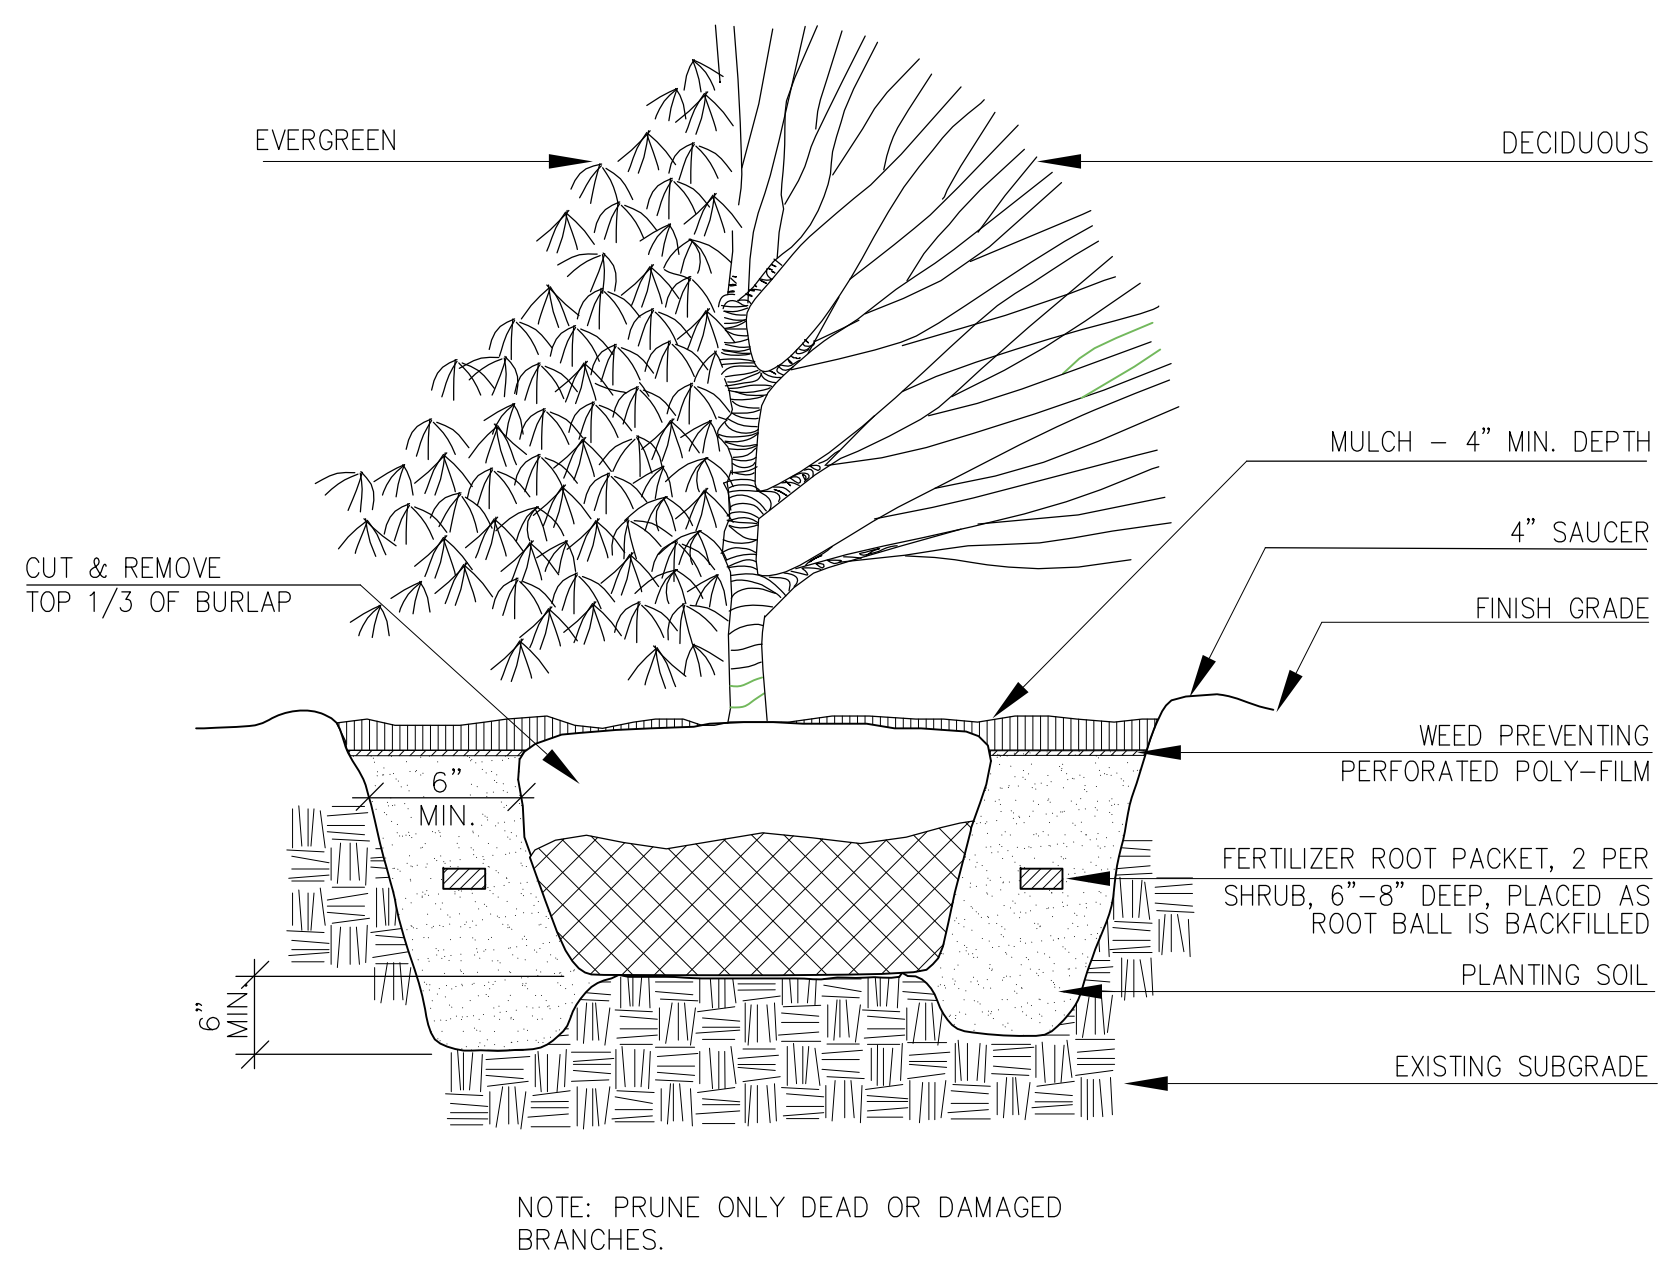 EVERGREEN
DECIDUOUS
MULCH – 4” MIN. DEPTH
4” SAUCER
CUT & REMOVE
TOP 1/3 OF BURLAP
FINISH GRADE
WEED PREVENTING
PERFORATED POLY–FILM
6”
MIN.
FERTILIZER ROOT PACKET, 2 PER
SHRUB, 6”–8” DEEP, PLACED AS
ROOT BALL IS BACKFILLED
PLANTING SOIL
6”
MIN.
EXISTING SUBGRADE
NOTE: PRUNE ONLY DEAD OR DAMAGED
BRANCHES.